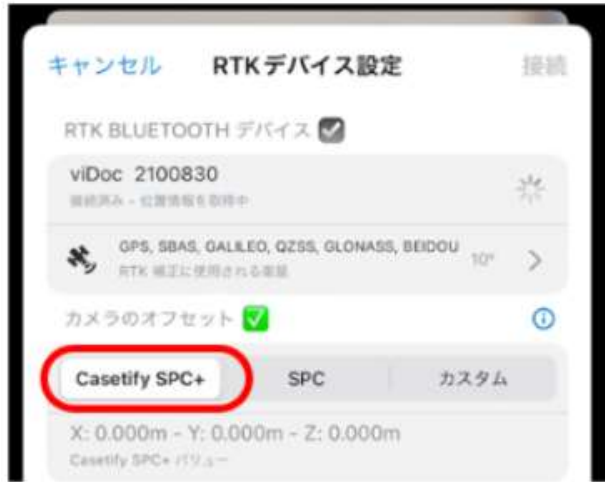 キャンセル RTKデバイス設定 接続
RTK BLUETOOTH デバイス
viDoc 2100830
接続済み - 位置情報を取得中
GPS, SBAS, GALILEO, QZSS, GLONASS, BEIDOU 10°
RTK 補正に使用される衛星
カメラのオフセット
Casetify SPC+ SPC カスタム
X: 0.000m - Y: 0.000m - Z: 0.000m
Casetify SPC+ バリュー